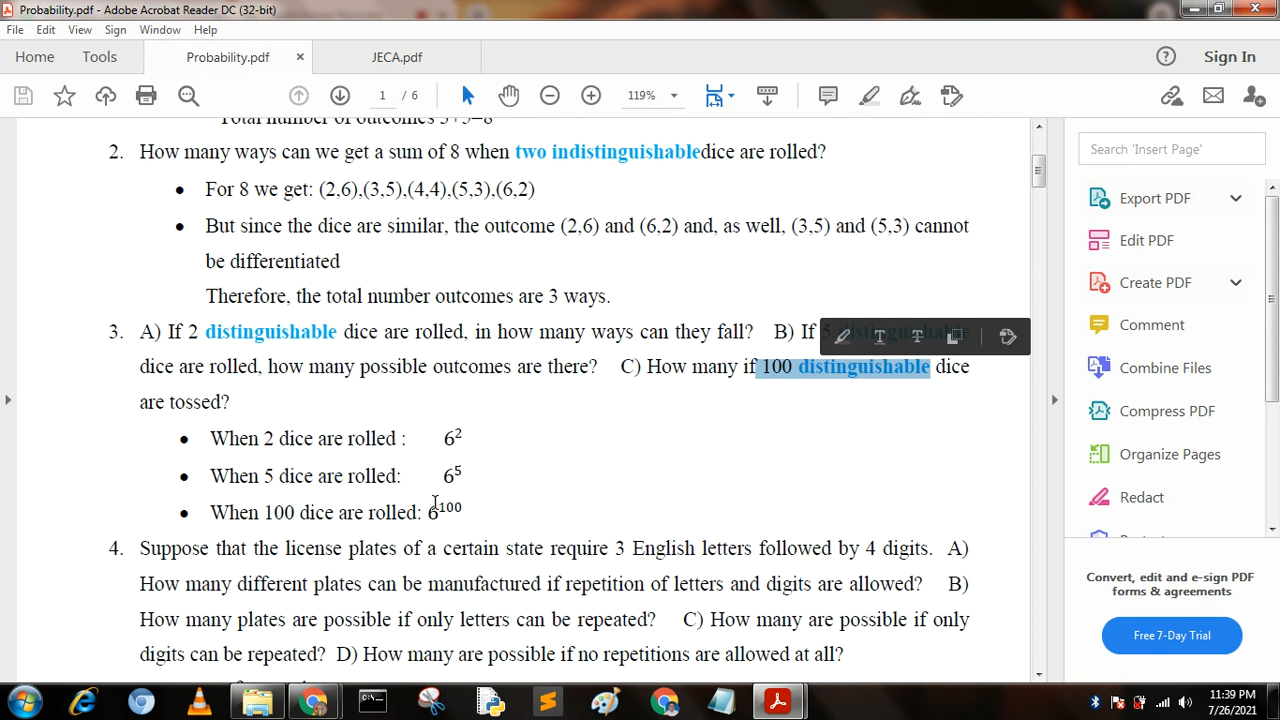 Probability.pdf - Adobe Acrobat Reader DC (32-bit)
File Edit View Sign Window Help
Home Tools Probability.pdf × JECA.pdf Sign In
1 / 6 119%
Total number of outcomes 5+3=8
2. How many ways can we get a sum of 8 when two indistinguishabledice are rolled?
• For 8 we get: (2,6),(3,5),(4,4),(5,3),(6,2)
• But since the dice are similar, the outcome (2,6) and (6,2) and, as well, (3,5) and (5,3) cannot
be differentiated
Therefore, the total number outcomes are 3 ways.
3. A) If 2 distinguishable dice are rolled, in how many ways can they fall? B) If 5 distinguishable
dice are rolled, how many possible outcomes are there? C) How many if 100 distinguishable dice
are tossed?
• When 2 dice are rolled : 6²
• When 5 dice are rolled: 6⁵
• When 100 dice are rolled: 6¹⁰⁰
4. Suppose that the license plates of a certain state require 3 English letters followed by 4 digits. A)
How many different plates can be manufactured if repetition of letters and digits are allowed? B)
How many plates are possible if only letters can be repeated? C) How many are possible if only
digits can be repeated? D) How many are possible if no repetitions are allowed at all?
Search 'Insert Page'
Export PDF
Edit PDF
Create PDF
Comment
Combine Files
Compress PDF
Organize Pages
Redact
Convert, edit and e-sign PDF
forms & agreements
Free 7-Day Trial
11:39 PM
7/26/2021